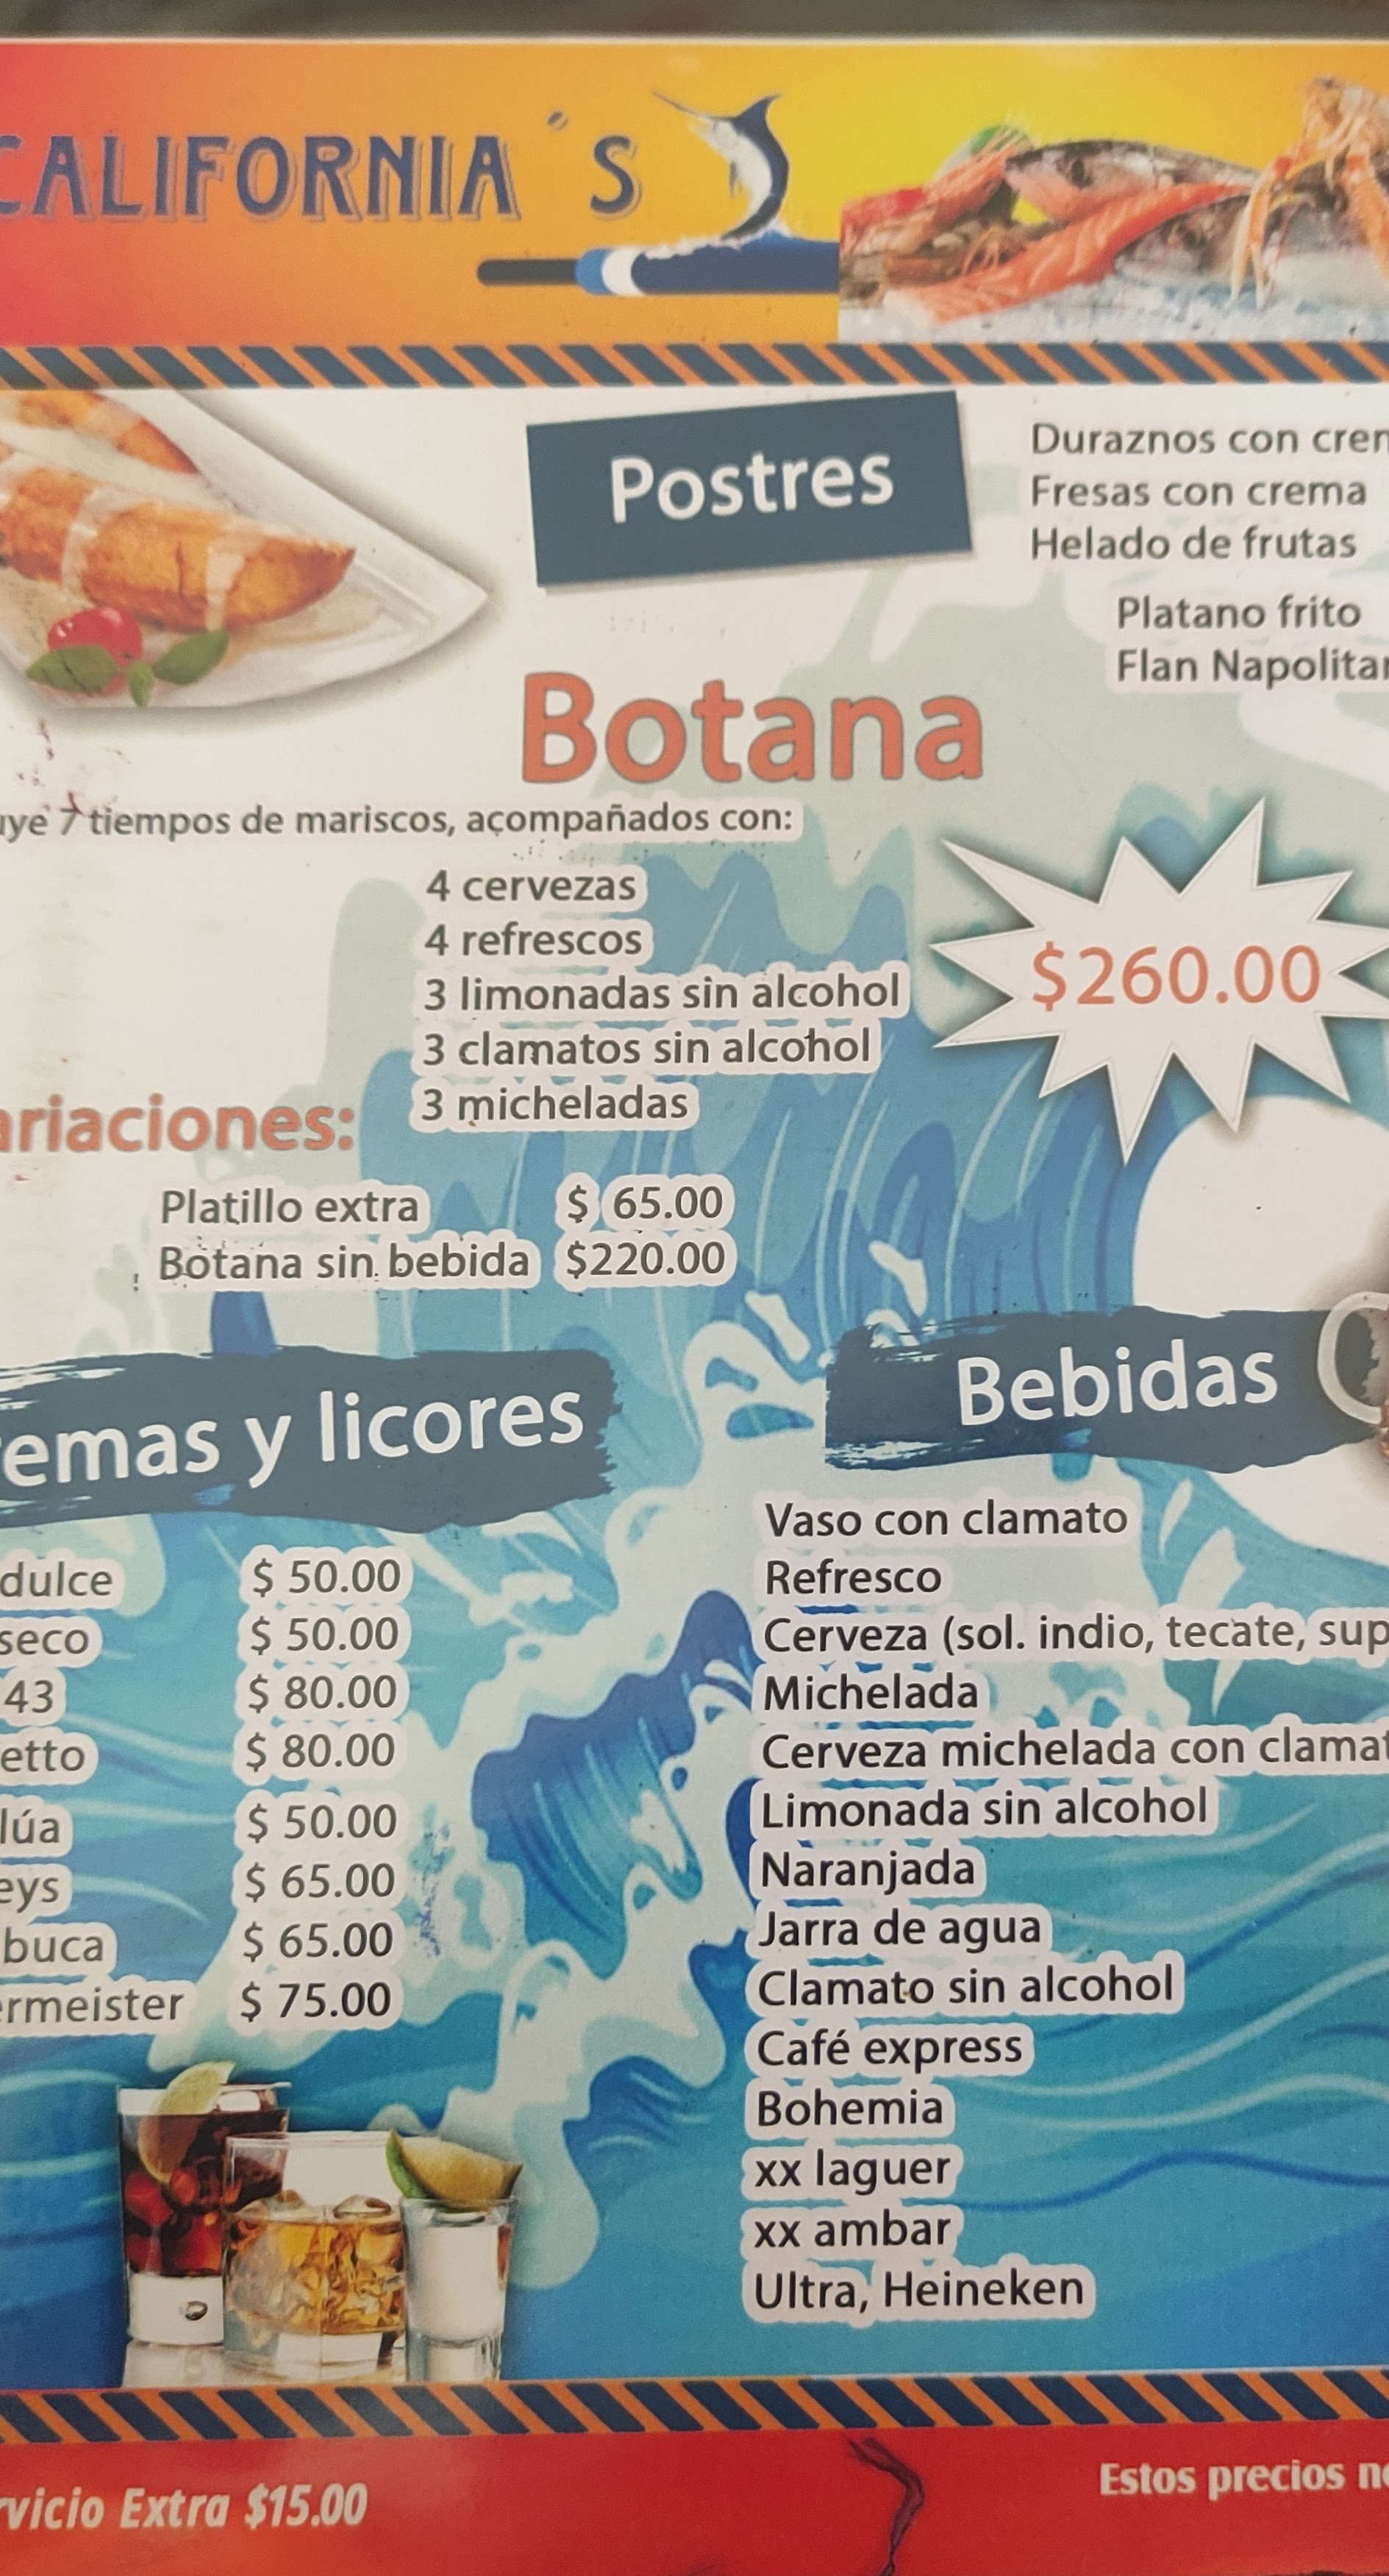 CALIFORNIA´S
Postres
Duraznos con crem
Fresas con crema
Helado de frutas
Platano frito
Flan Napolitan
Botana
uye 7 tiempos de mariscos, acompañados con:
4 cervezas
4 refrescos
3 limonadas sin alcohol
3 clamatos sin alcohol
3 micheladas
$260.00
ariaciones:
Platillo extra $ 65.00
Botana sin bebida $220.00
remas y licores
dulce $ 50.00
seco $ 50.00
43 $ 80.00
etto $ 80.00
lúa $ 50.00
eys $ 65.00
buca $ 65.00
ermeister $ 75.00
Bebidas
Vaso con clamato
Refresco
Cerveza (sol. indio, tecate, sup
Michelada
Cerveza michelada con clamat
Limonada sin alcohol
Naranjada
Jarra de agua
Clamato sin alcohol
Café express
Bohemia
xx laguer
xx ambar
Ultra, Heineken
rvicio Extra $15.00
Estos precios no